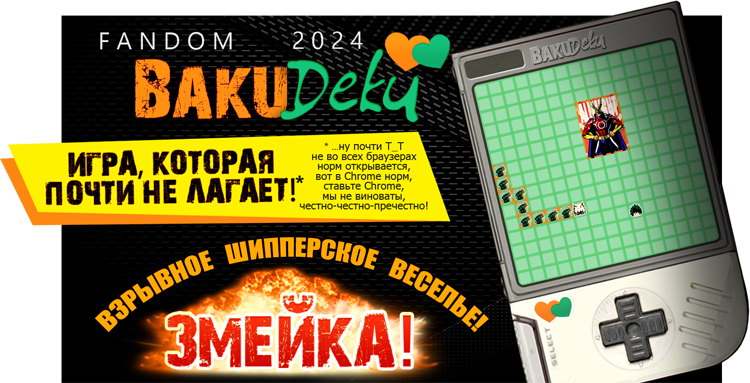 FANDOM 2024
BAKUDeku
BAKUDeku
ИГРА, КОТОРАЯ
ПОЧТИ НЕ ЛАГАЕТ!*
* ...ну почти Т_Т
не во всех браузерах
норм открывается,
вот в Chrome норм,
ставьте Chrome,
мы не виноваты,
честно-честно-пречестно!
ВЗРЫВНОЕ ШИППЕРСКОЕ ВЕСЕЛЬЕ!
ЗМЕЙКА!
SELECT